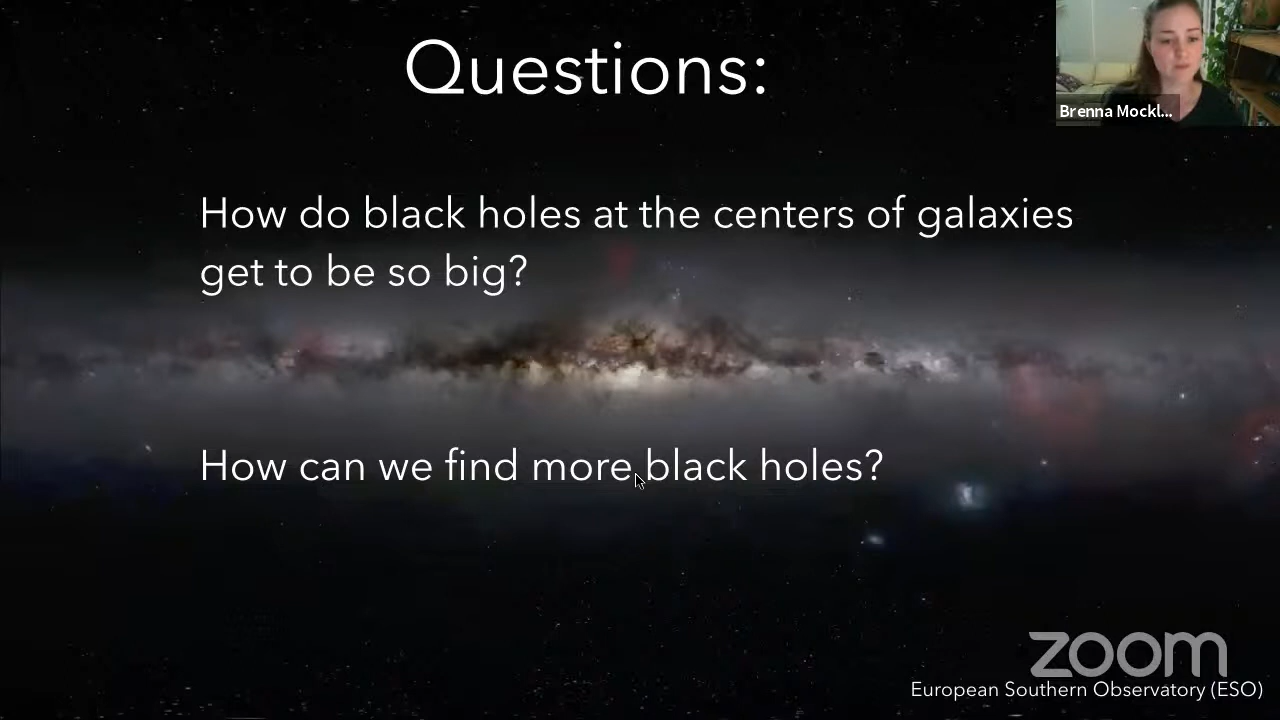 Questions:
Brenna Mockl...
How do black holes at the centers of galaxies
get to be so big?
How can we find more black holes?
zoom
European Southern Observatory (ESO)